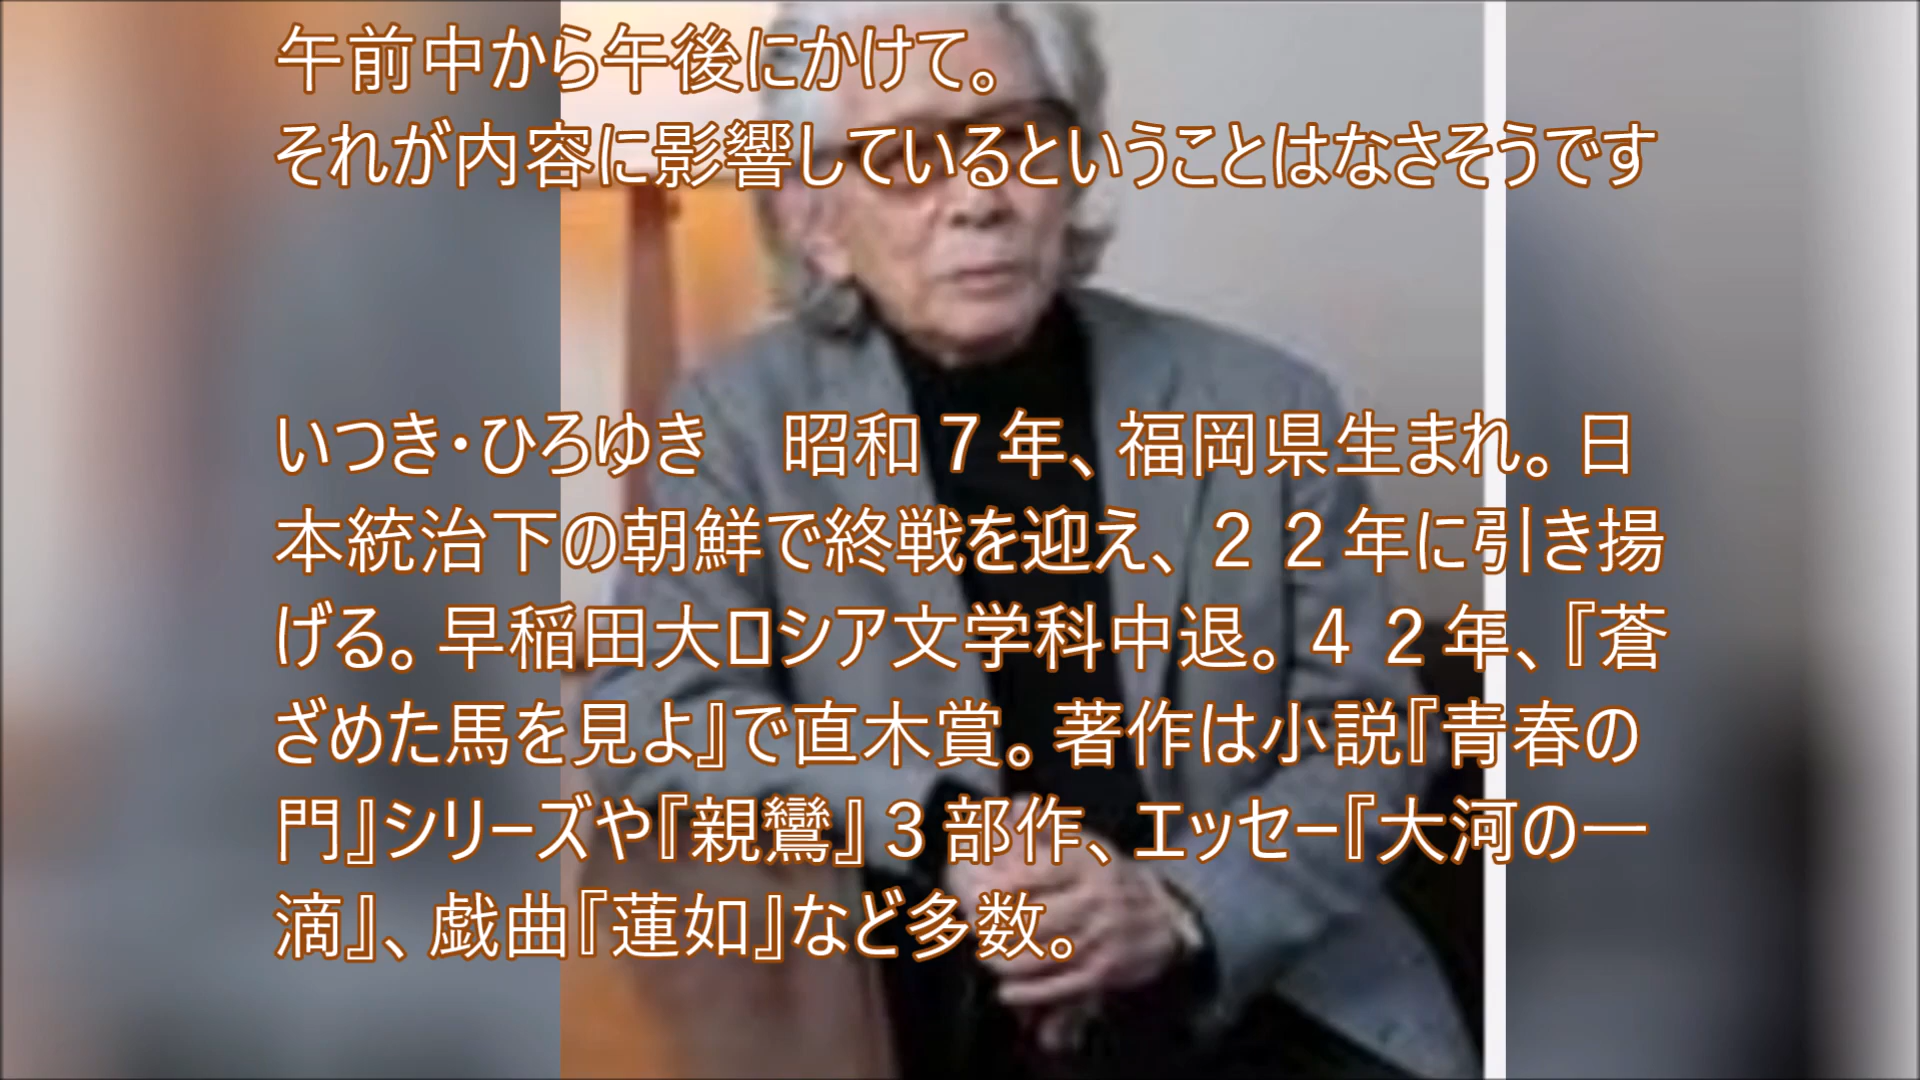 午前中から午後にかけて。
それが内容に影響しているということはなさそうです
いつき・ひろゆき　昭和７年、福岡県生まれ。日
本統治下の朝鮮で終戦を迎え、２２年に引き揚
げる。早稲田大ロシア文学科中退。４２年、『蒼
ざめた馬を見よ』で直木賞。著作は小説『青春の
門』シリーズや『親鸞』３部作、エッセー『大河の一
滴』、戯曲『蓮如』など多数。